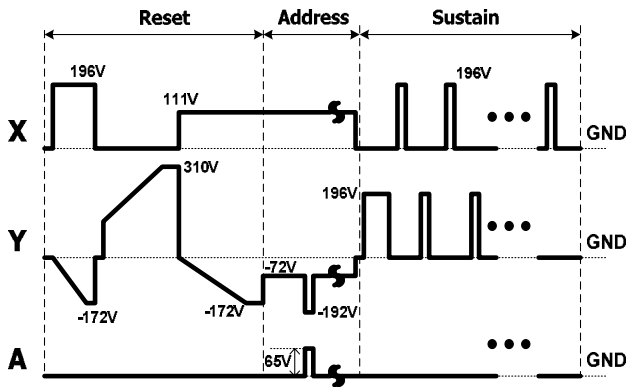 Reset Address Sustain
196V 111V 196V
X GND
310V
196V
Y GND
-72V
-172V -172V -192V
65V
A GND